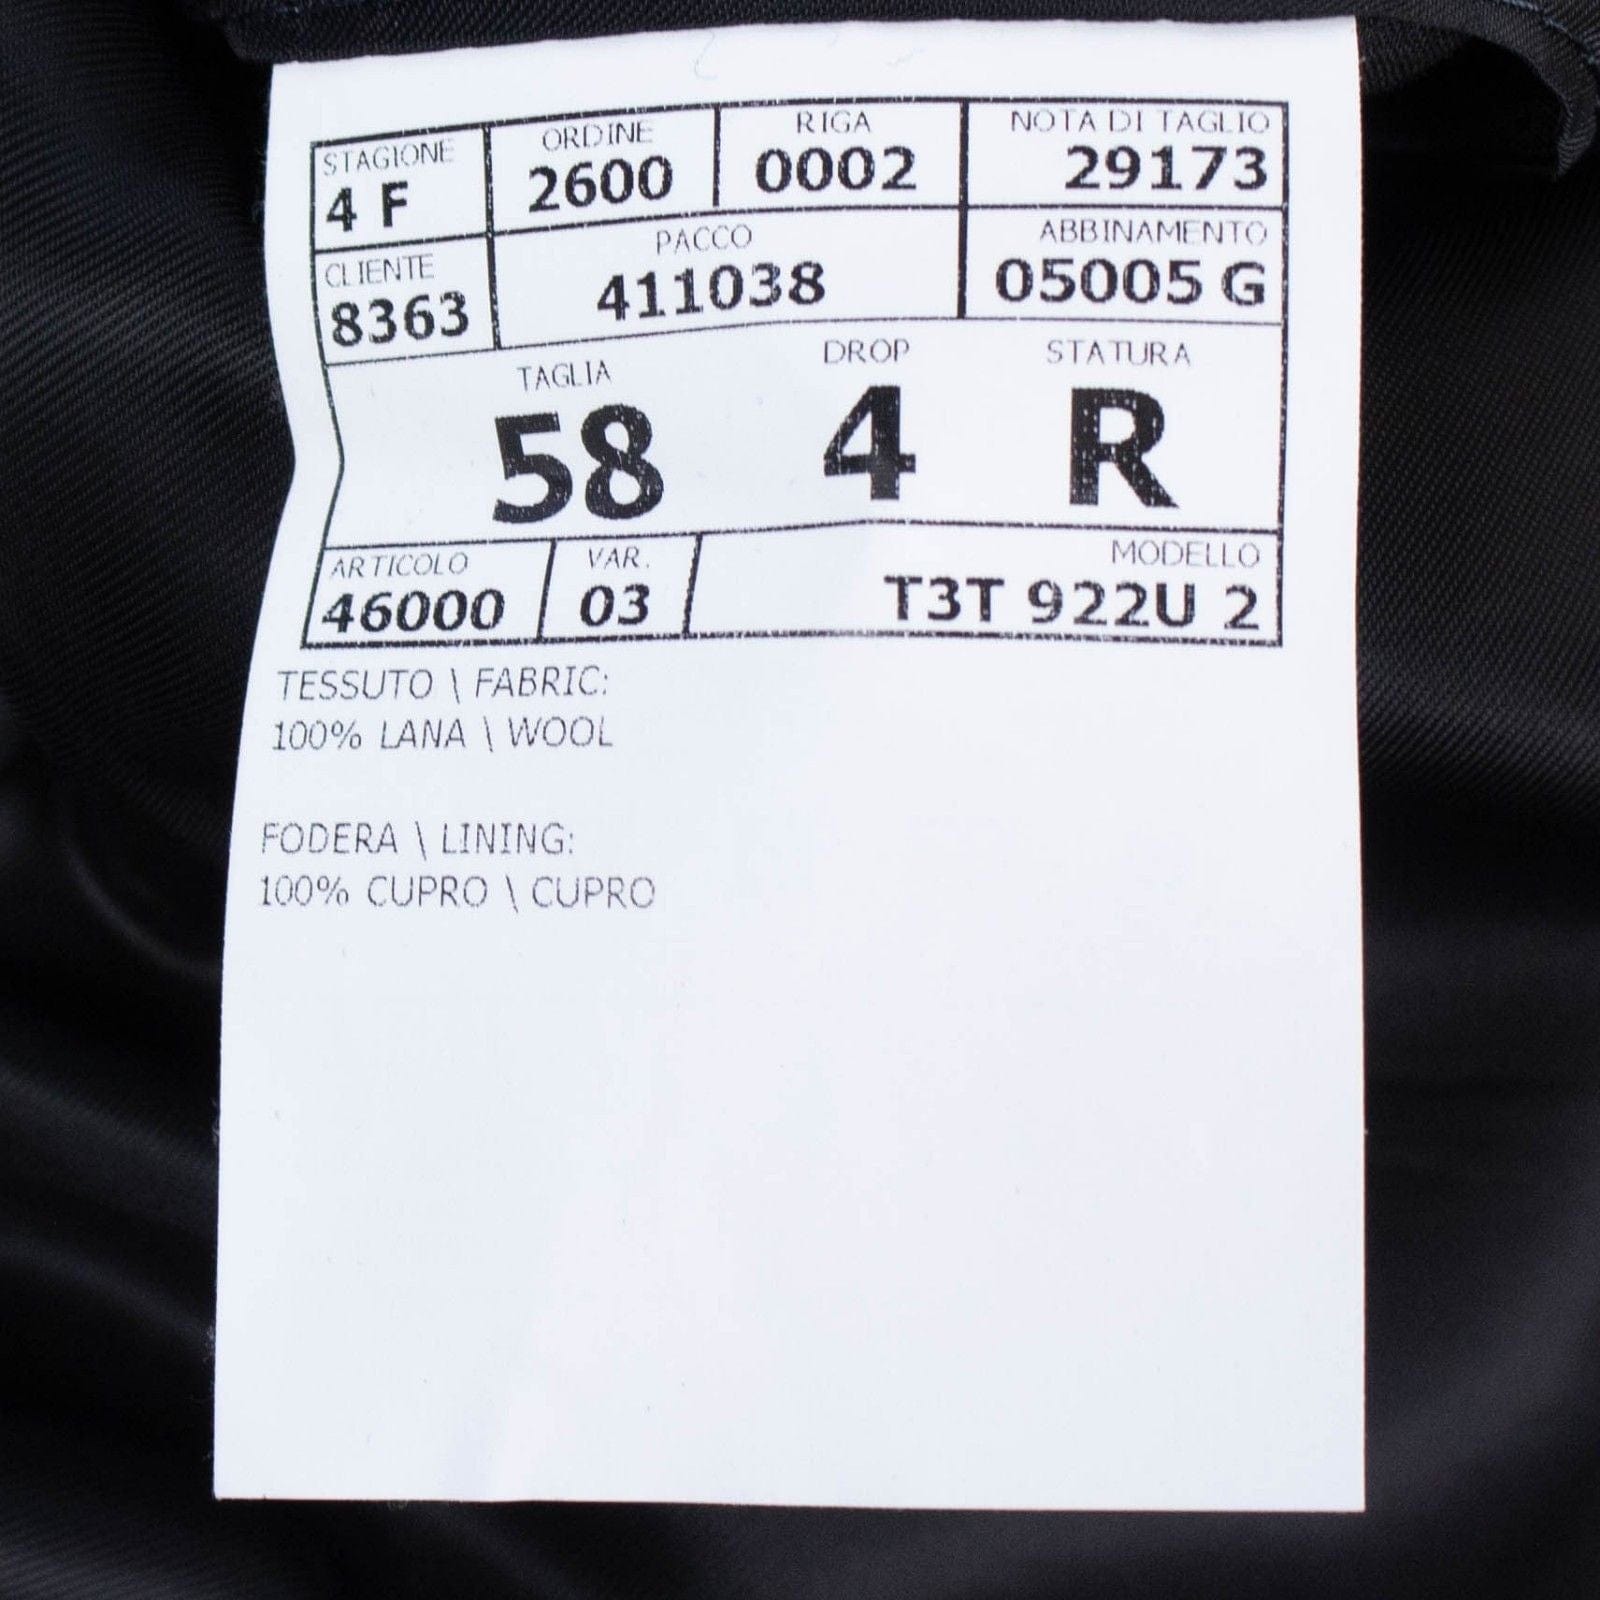 STAGIONE ORDINE RIGA NOTA DI TAGLIO
4 F 2600 0002 29173
CLIENTE PACCO ABBINAMENTO
8363 411038 05005 G
TAGLIA DROP STATURA
58 4 R
ARTICOLO VAR. MODELLO
46000 03 T3T 922U 2
TESSUTO \ FABRIC:
100% LANA \ WOOL
FODERA \ LINING:
100% CUPRO \ CUPRO